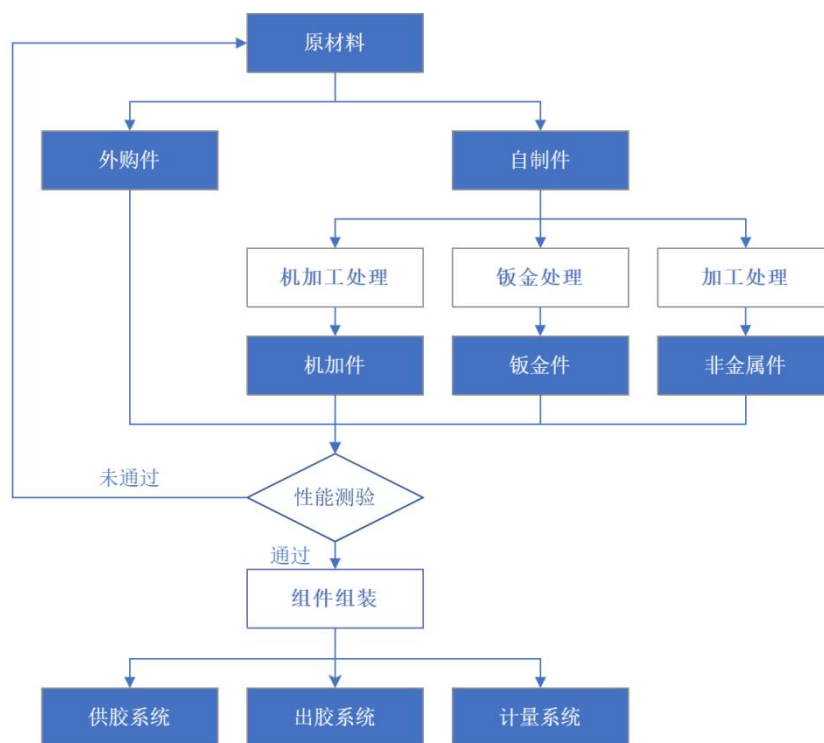 原材料
外购件
自制件
机加工处理
钣金处理
加工处理
机加件
钣金件
非金属件
未通过
性能测验
通过
组件组装
供胶系统
出胶系统
计量系统